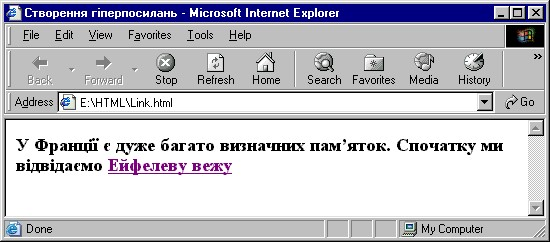 Створення гіперпосилань - Microsoft Internet Explorer
File Edit View Favorites Tools Help
Back Forward Stop Refresh Home Search Favorites Media History »
Address E:\HTML\Link.html Go
У Франції є дуже багато визначних пам’яток. Спочатку ми
відвідаємо Ейфелеву вежу
Done My Computer